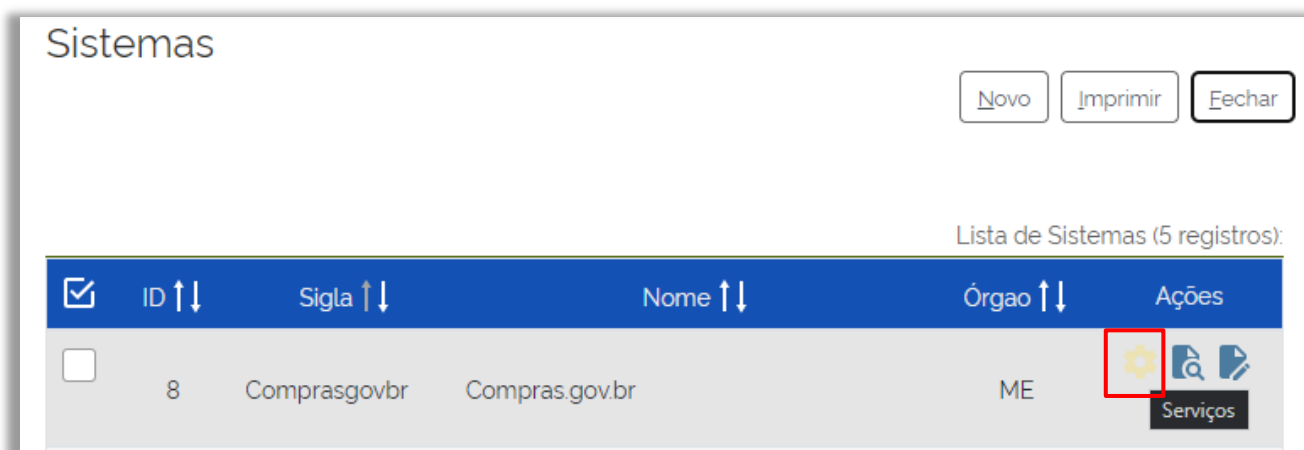 Sistemas
Novo Imprimir Fechar
Lista de Sistemas (5 registros):
ID Sigla Nome Órgao Ações
8 Comprasgovbr Compras.gov.br ME
Serviços